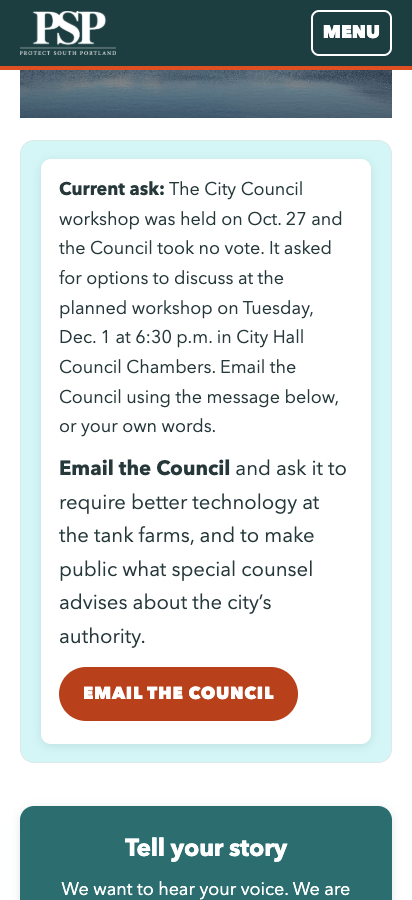 PSP
PROTECT SOUTH PORTLAND
MENU
Current ask: The City Council
workshop was held on Oct. 27 and
the Council took no vote. It asked
for options to discuss at the
planned workshop on Tuesday,
Dec. 1 at 6:30 p.m. in City Hall
Council Chambers. Email the
Council using the message below,
or your own words.
Email the Council and ask it to
require better technology at
the tank farms, and to make
public what special counsel
advises about the city’s
authority.
EMAIL THE COUNCIL
Tell your story
We want to hear your voice. We are